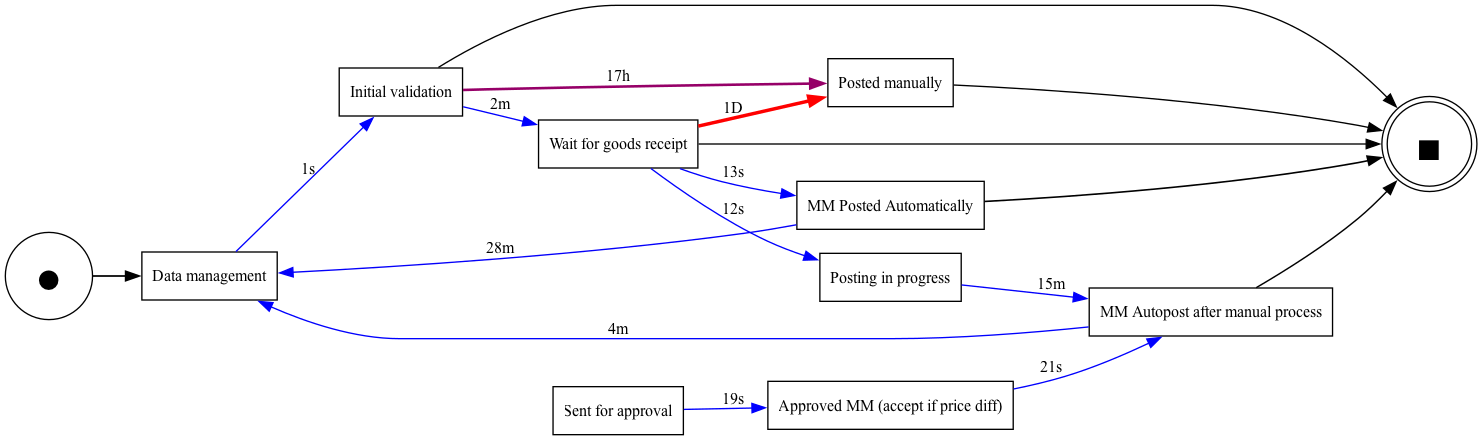 17h
Posted manually
Initial validation
2m
1D
Wait for goods receipt
1s
13s
MM Posted Automatically
12s
28m
Data management
Posting in progress
15m
MM Autopost after manual process
4m
21s
Sent for approval
19s
Approved MM (accept if price diff)